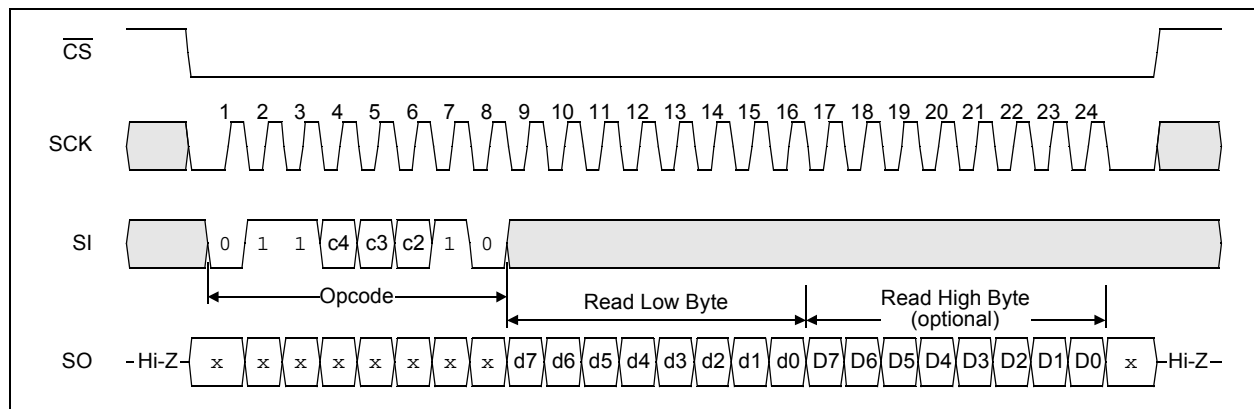 CS
1 2 3 4 5 6 7 8 9 10 11 12 13 14 15 16 17 18 19 20 21 22 23 24
SCK
SI 0 1 1 c4 c3 c2 1 0
Opcode
Read Low Byte
Read High Byte
(optional)
SO Hi-Z x x x x x x x x d7 d6 d5 d4 d3 d2 d1 d0 D7 D6 D5 D4 D3 D2 D1 D0 x Hi-Z